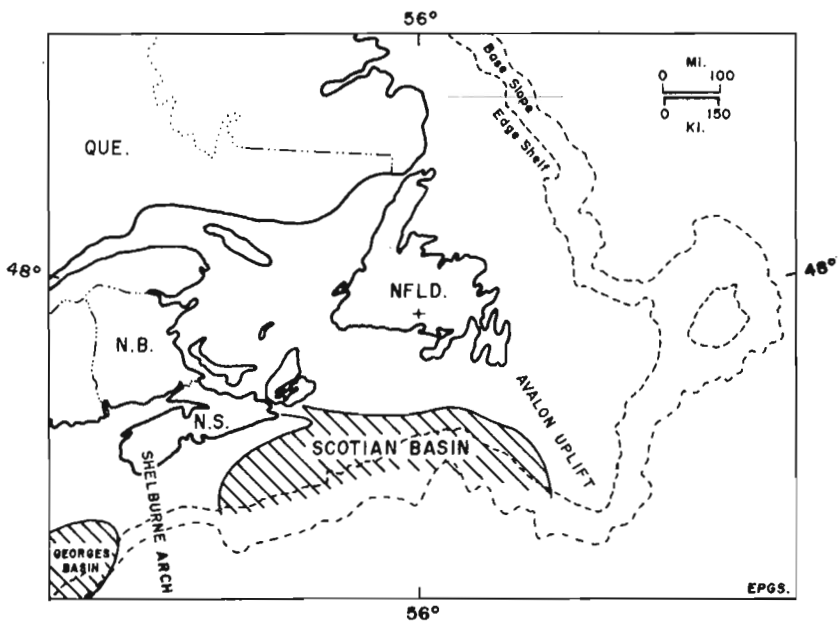 56°
MI.
0 100
0 150
KI.
Base Slope
Edge Shelf
QUE.
48°
48°
NFLD.
N.B.
N.S.
AVALON UPLIFT
SCOTIAN BASIN
SHELBURNE ARCH
GEORGES
BASIN
EPGS.
56°